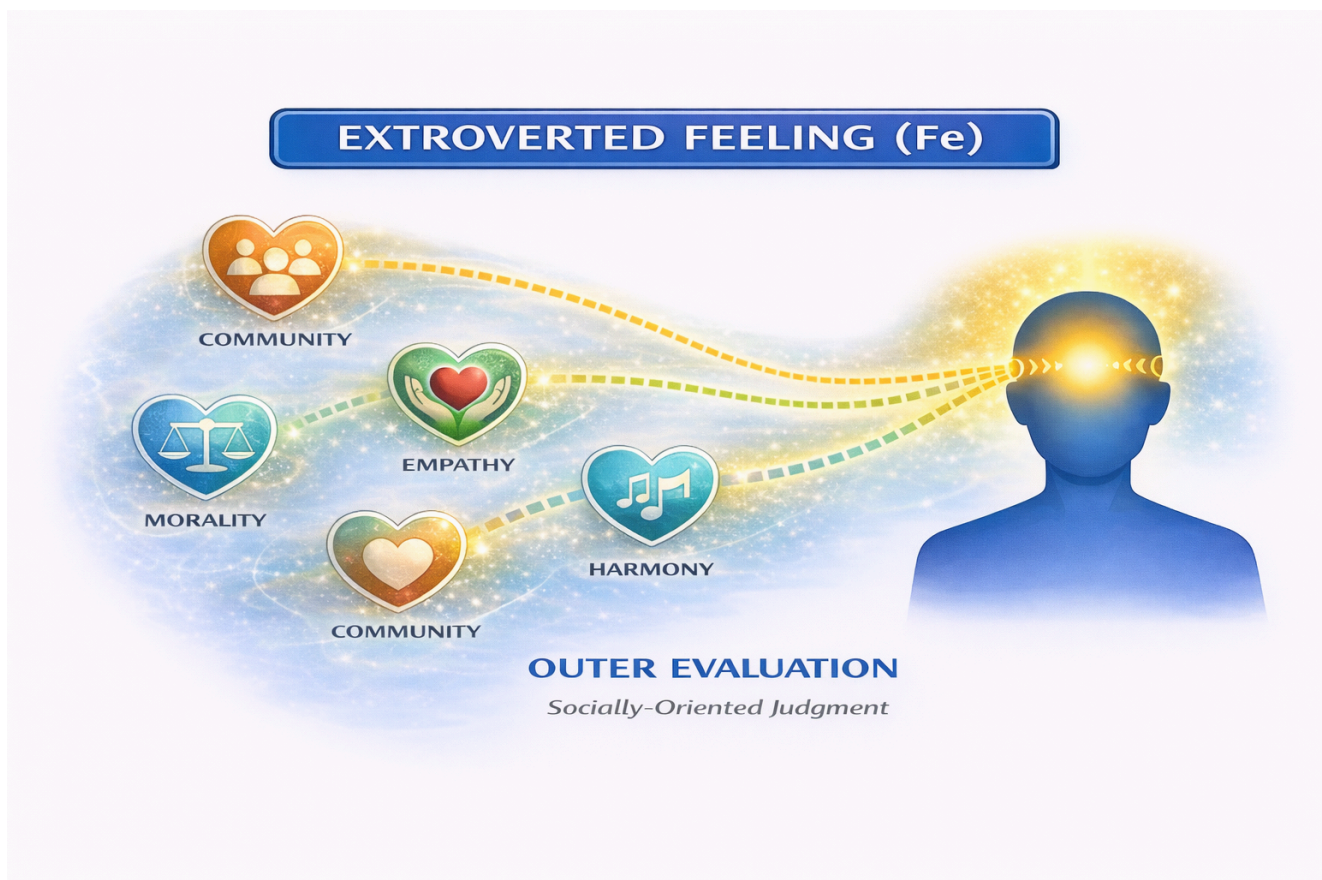 EXTROVERTED FEELING (Fe)
COMMUNITY
EMPATHY
MORALITY
HARMONY
COMMUNITY
OUTER EVALUATION
Socially-Oriented Judgment